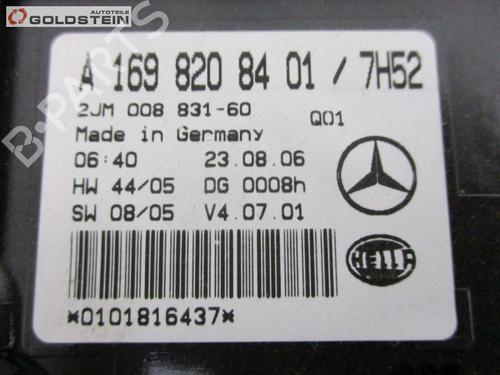 Autoteile
GOLDSTEIN
B-PARTS
A 169 820 84 01 / 7H52
2JM 008 831-60
Q01
Made in Germany
06:40 23.08.06
HW 44/05 DG 0008h
SW 08/05 V4.07.01
HELLA
*0101816437*